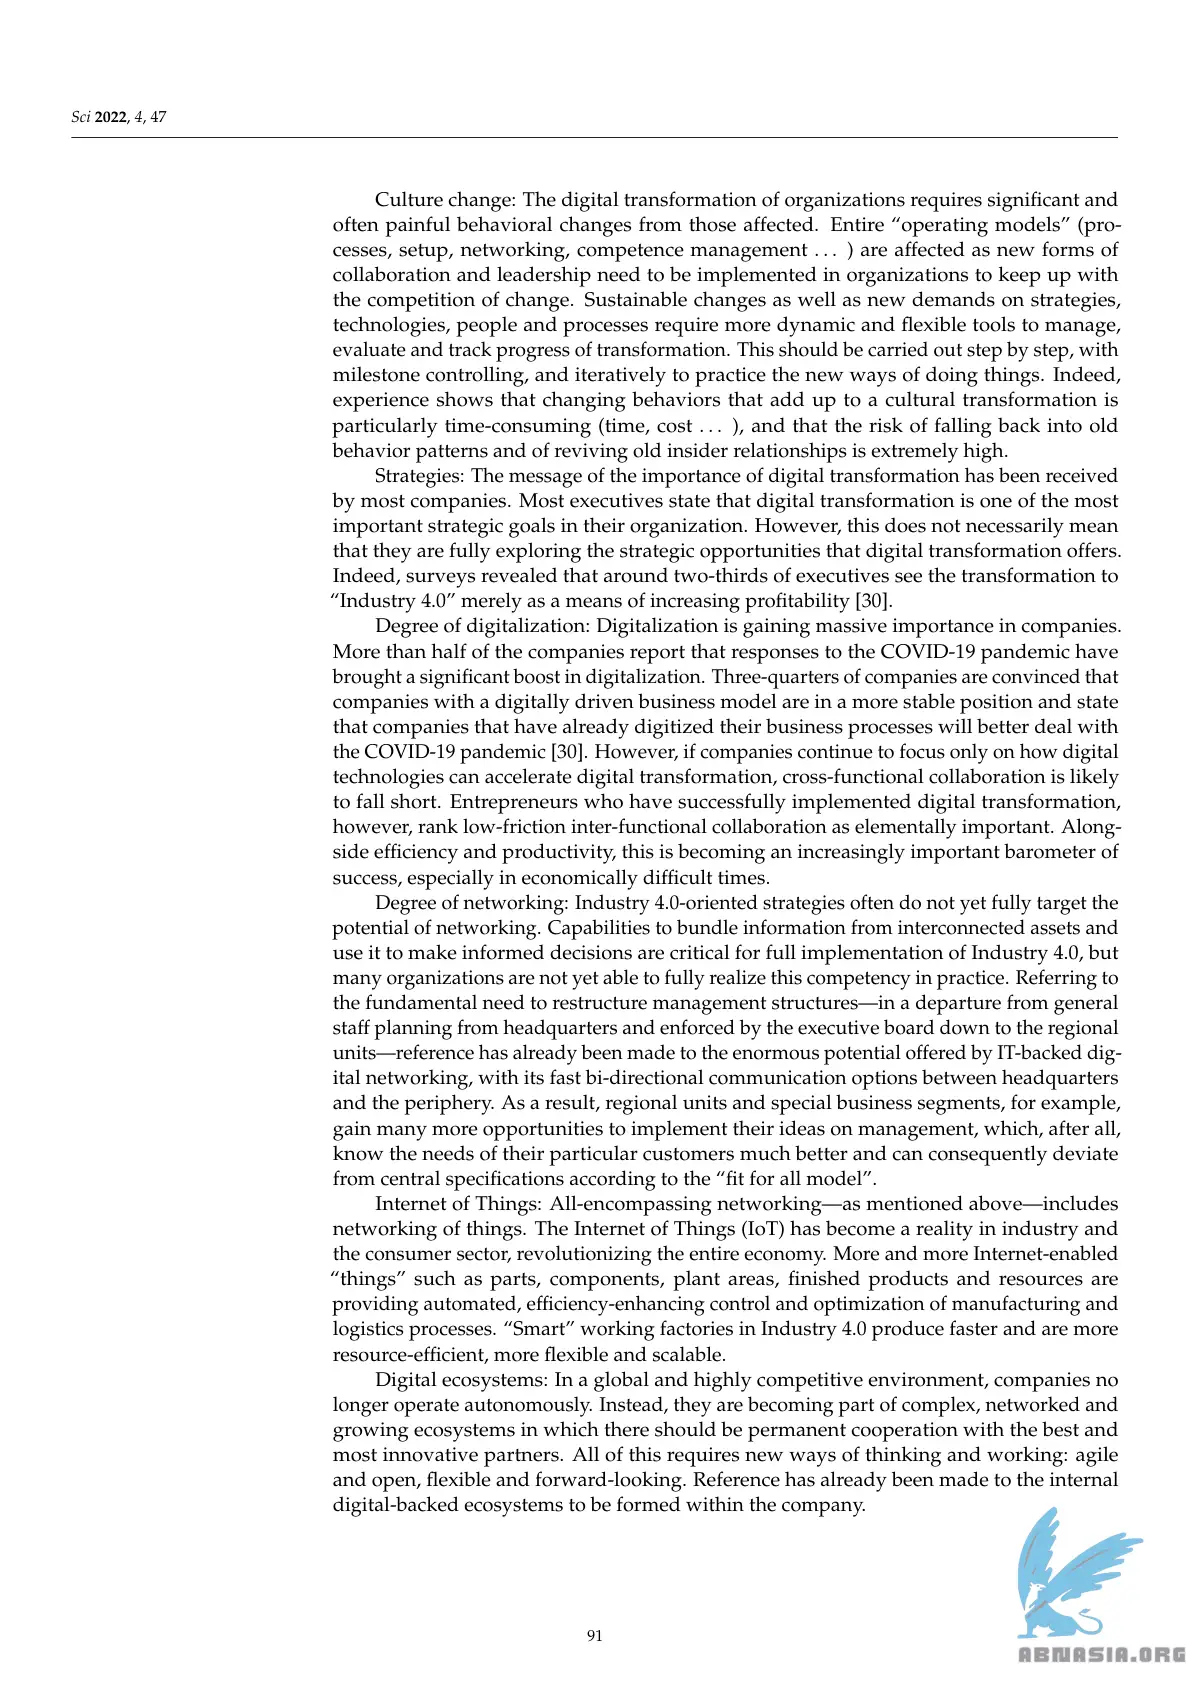 Sci 2022, 4, 47
Culture change: The digital transformation of organizations requires significant and
often painful behavioral changes from those affected. Entire “operating models” (pro-
cesses, setup, networking, competence management . . . ) are affected as new forms of
collaboration and leadership need to be implemented in organizations to keep up with
the competition of change. Sustainable changes as well as new demands on strategies,
technologies, people and processes require more dynamic and flexible tools to manage,
evaluate and track progress of transformation. This should be carried out step by step, with
milestone controlling, and iteratively to practice the new ways of doing things. Indeed,
experience shows that changing behaviors that add up to a cultural transformation is
particularly time-consuming (time, cost . . . ), and that the risk of falling back into old
behavior patterns and of reviving old insider relationships is extremely high.
Strategies: The message of the importance of digital transformation has been received
by most companies. Most executives state that digital transformation is one of the most
important strategic goals in their organization. However, this does not necessarily mean
that they are fully exploring the strategic opportunities that digital transformation offers.
Indeed, surveys revealed that around two-thirds of executives see the transformation to
“Industry 4.0” merely as a means of increasing profitability [30].
Degree of digitalization: Digitalization is gaining massive importance in companies.
More than half of the companies report that responses to the COVID-19 pandemic have
brought a significant boost in digitalization. Three-quarters of companies are convinced that
companies with a digitally driven business model are in a more stable position and state
that companies that have already digitized their business processes will better deal with
the COVID-19 pandemic [30]. However, if companies continue to focus only on how digital
technologies can accelerate digital transformation, cross-functional collaboration is likely
to fall short. Entrepreneurs who have successfully implemented digital transformation,
however, rank low-friction inter-functional collaboration as elementally important. Along-
side efficiency and productivity, this is becoming an increasingly important barometer of
success, especially in economically difficult times.
Degree of networking: Industry 4.0-oriented strategies often do not yet fully target the
potential of networking. Capabilities to bundle information from interconnected assets and
use it to make informed decisions are critical for full implementation of Industry 4.0, but
many organizations are not yet able to fully realize this competency in practice. Referring to
the fundamental need to restructure management structures—in a departure from general
staff planning from headquarters and enforced by the executive board down to the regional
units—reference has already been made to the enormous potential offered by IT-backed dig-
ital networking, with its fast bi-directional communication options between headquarters
and the periphery. As a result, regional units and special business segments, for example,
gain many more opportunities to implement their ideas on management, which, after all,
know the needs of their particular customers much better and can consequently deviate
from central specifications according to the “fit for all model”.
Internet of Things: All-encompassing networking—as mentioned above—includes
networking of things. The Internet of Things (IoT) has become a reality in industry and
the consumer sector, revolutionizing the entire economy. More and more Internet-enabled
“things” such as parts, components, plant areas, finished products and resources are
providing automated, efficiency-enhancing control and optimization of manufacturing and
logistics processes. “Smart” working factories in Industry 4.0 produce faster and are more
resource-efficient, more flexible and scalable.
Digital ecosystems: In a global and highly competitive environment, companies no
longer operate autonomously. Instead, they are becoming part of complex, networked and
growing ecosystems in which there should be permanent cooperation with the best and
most innovative partners. All of this requires new ways of thinking and working: agile
and open, flexible and forward-looking. Reference has already been made to the internal
digital-backed ecosystems to be formed within the company.
91
ABNASIA.ORG